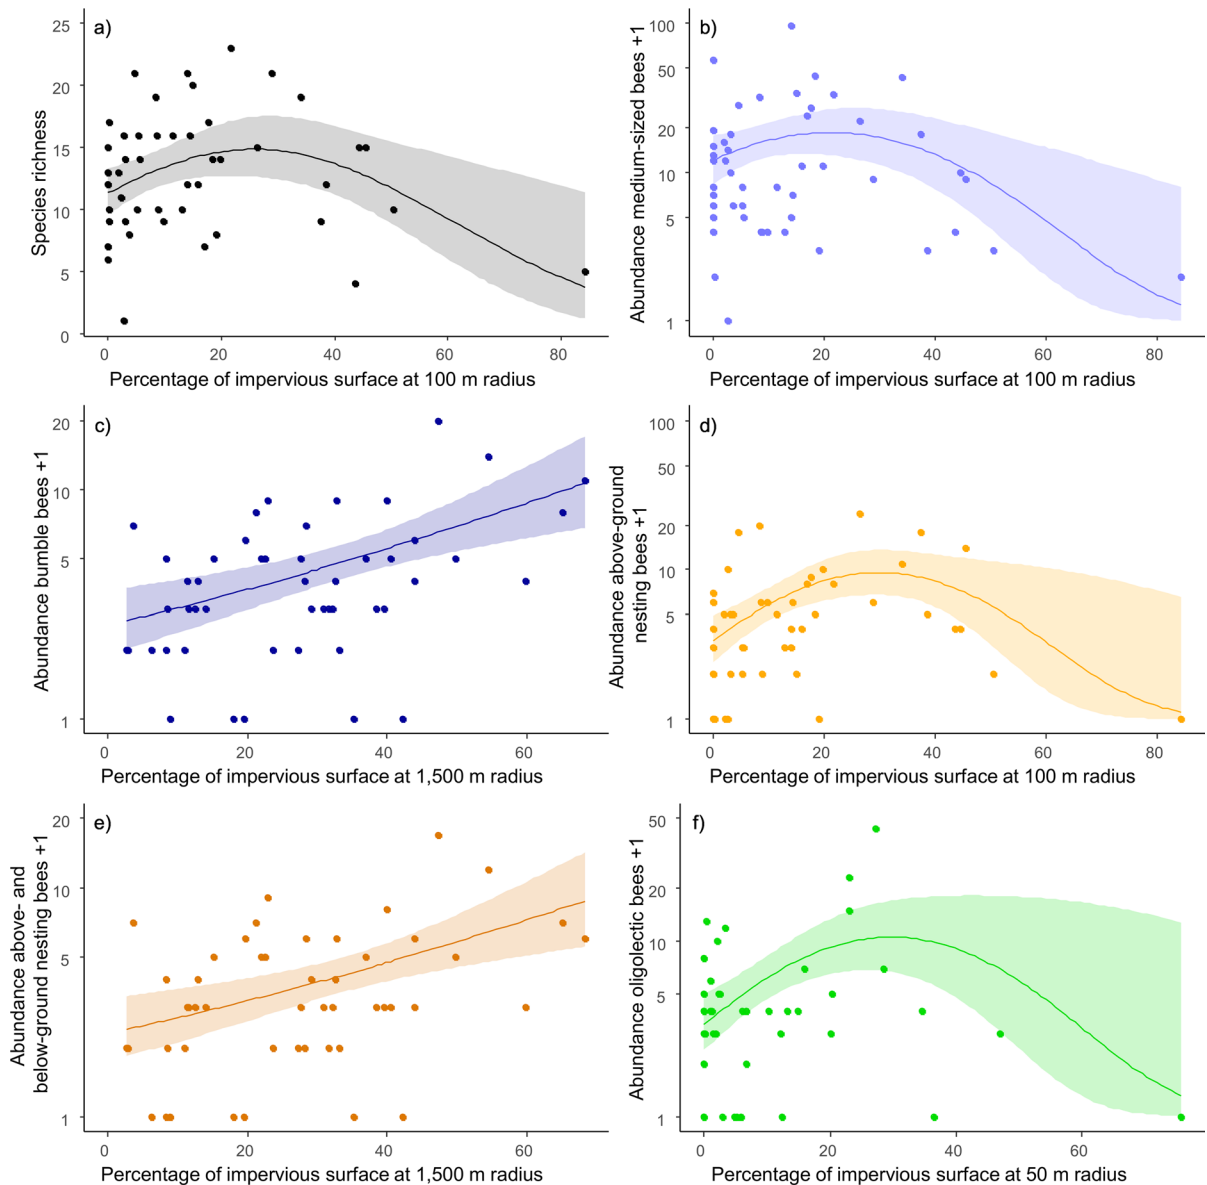 a)
25
20
15
10
5
0
Species richness
0 20 40 60 80
Percentage of impervious surface at 100 m radius
b)
100
50
20
10
5
1
Abundance medium-sized bees +1
0 20 40 60 80
Percentage of impervious surface at 100 m radius
c)
20
10
5
1
Abundance bumble bees +1
0 20 40 60
Percentage of impervious surface at 1,500 m radius
d)
100
50
20
10
5
1
Abundance above-ground
nesting bees +1
0 20 40 60 80
Percentage of impervious surface at 100 m radius
e)
20
10
5
1
Abundance above- and
below-ground nesting bees +1
0 20 40 60
Percentage of impervious surface at 1,500 m radius
f)
50
20
10
5
1
Abundance oligolectic bees +1
0 20 40 60
Percentage of impervious surface at 50 m radius